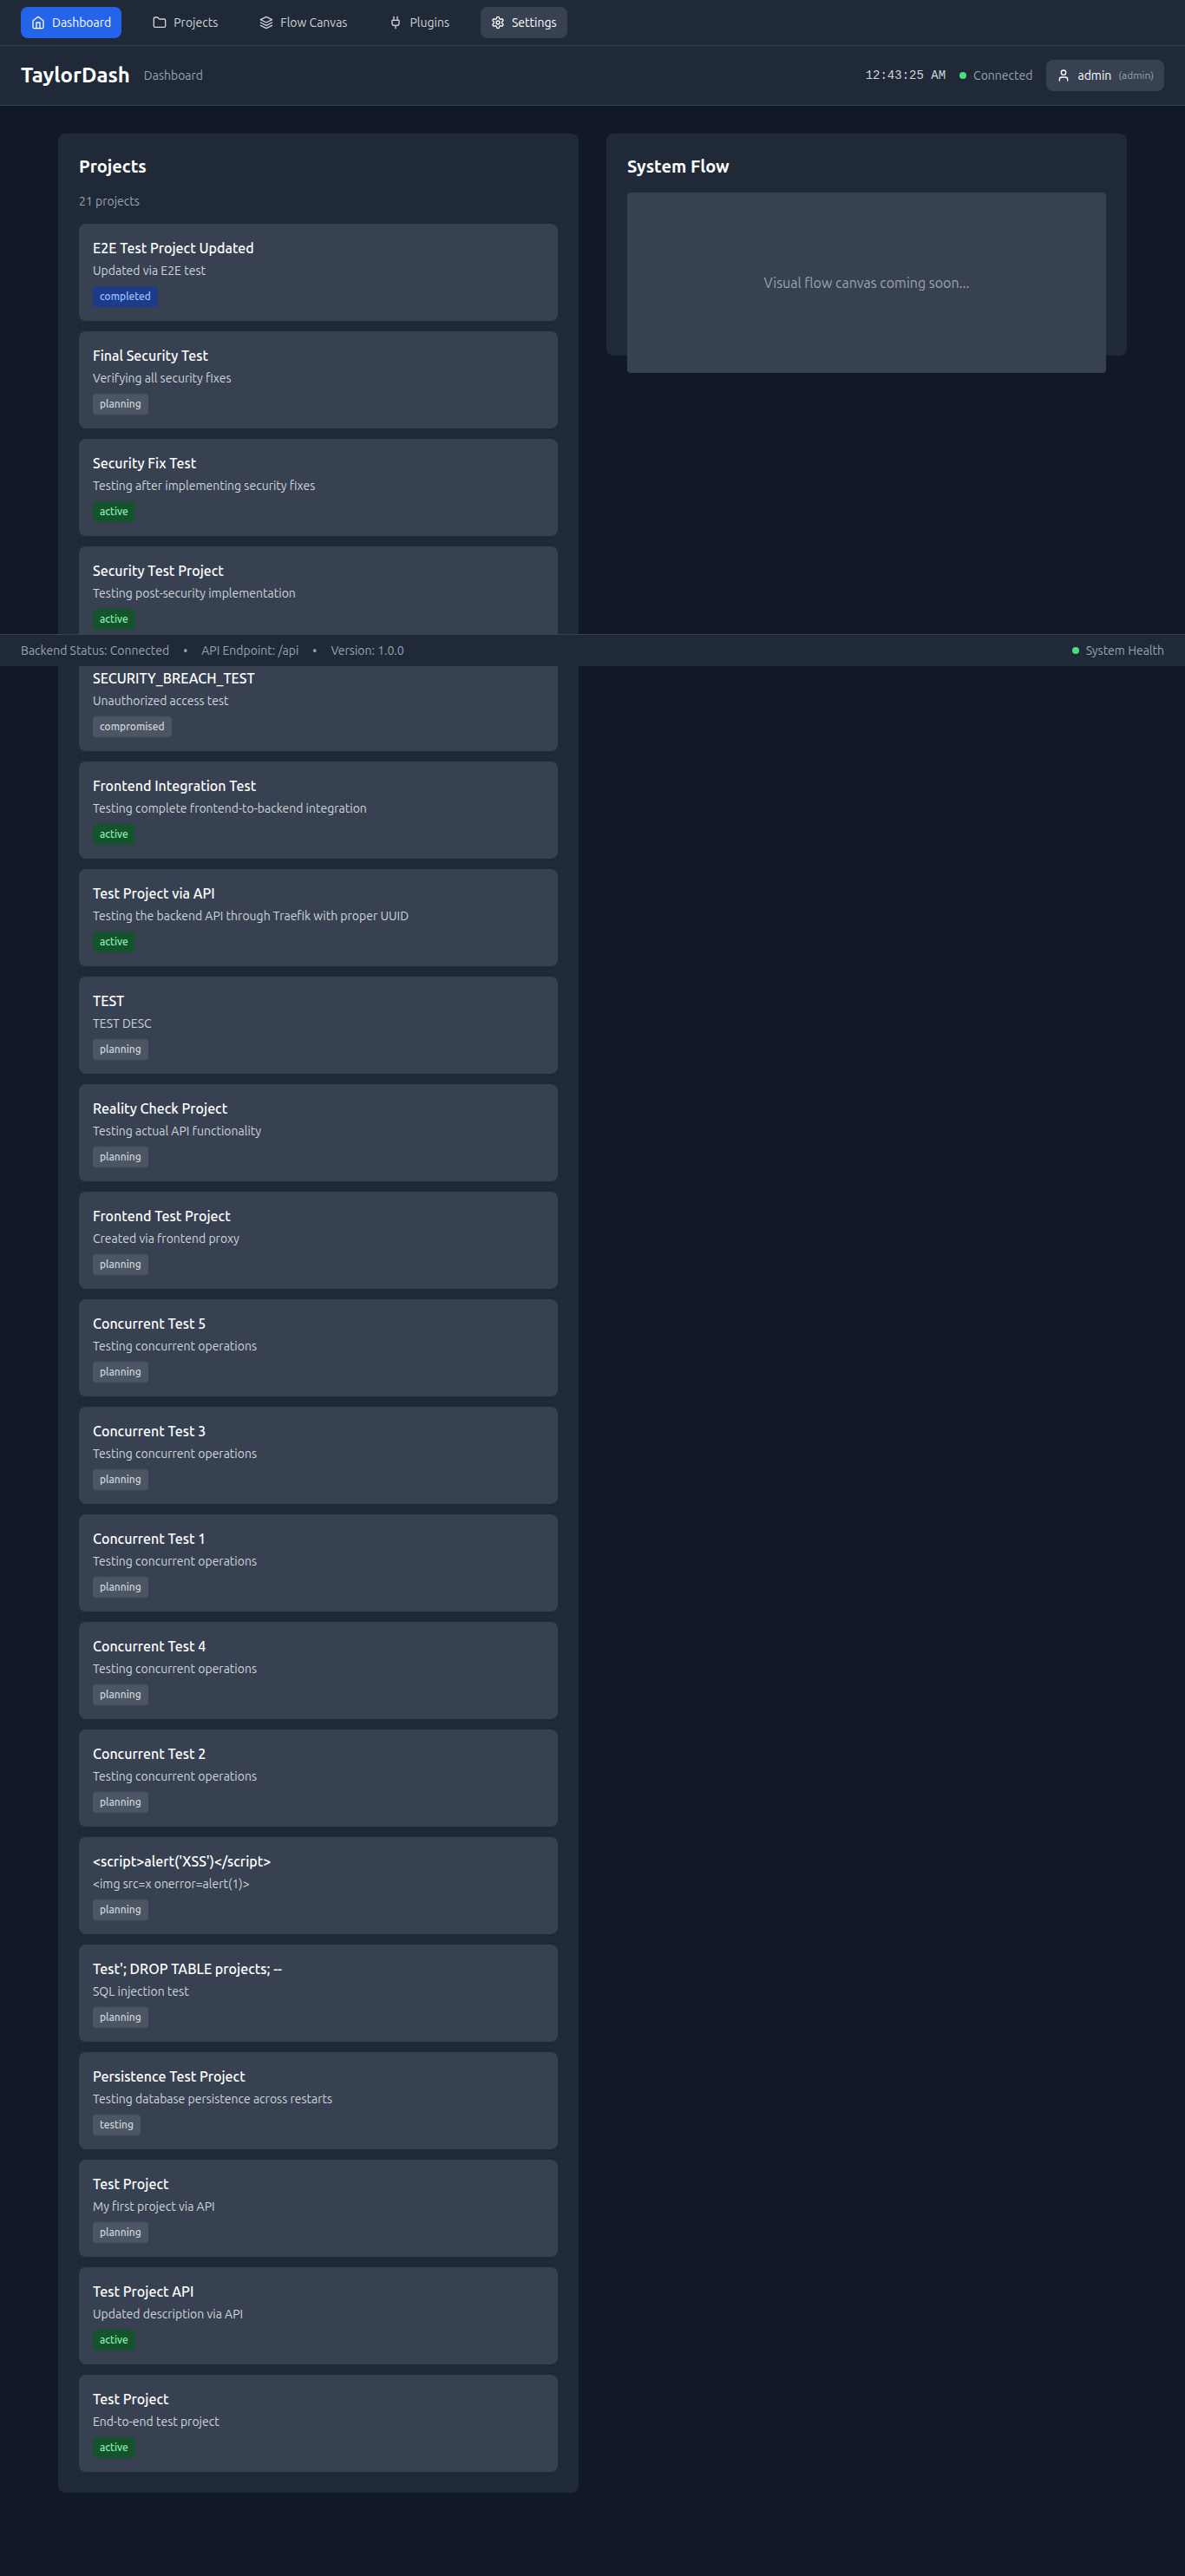 Dashboard Projects Flow Canvas Plugins Settings
TaylorDash Dashboard 12:43:25 AM Connected admin (admin)
Projects
21 projects
E2E Test Project Updated
Updated via E2E test
completed
Final Security Test
Verifying all security fixes
planning
Security Fix Test
Testing after implementing security fixes
active
Security Test Project
Testing post-security implementation
active
System Flow
Visual flow canvas coming soon...
Backend Status: Connected • API Endpoint: /api • Version: 1.0.0 System Health
SECURITY_BREACH_TEST
Unauthorized access test
compromised
Frontend Integration Test
Testing complete frontend-to-backend integration
active
Test Project via API
Testing the backend API through Traefik with proper UUID
active
TEST
TEST DESC
planning
Reality Check Project
Testing actual API functionality
planning
Frontend Test Project
Created via frontend proxy
planning
Concurrent Test 5
Testing concurrent operations
planning
Concurrent Test 3
Testing concurrent operations
planning
Concurrent Test 1
Testing concurrent operations
planning
Concurrent Test 4
Testing concurrent operations
planning
Concurrent Test 2
Testing concurrent operations
planning
<script>alert('XSS')</script>
<img src=x onerror=alert(1)>
planning
Test'; DROP TABLE projects; --
SQL injection test
planning
Persistence Test Project
Testing database persistence across restarts
testing
Test Project
My first project via API
planning
Test Project API
Updated description via API
active
Test Project
End-to-end test project
active